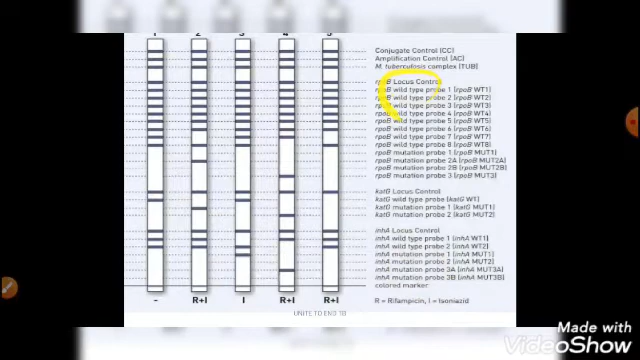 1 2 3 4 5
Conjugate Control (CC)
Amplification Control (AC)
M. tuberculosis complex (TUB)
rpoB Locus Control
rpoB wild type probe 1 (rpoB WT1)
rpoB wild type probe 2 (rpoB WT2)
rpoB wild type probe 3 (rpoB WT3)
rpoB wild type probe 4 (rpoB WT4)
rpoB wild type probe 5 (rpoB WT5)
rpoB wild type probe 6 (rpoB WT6)
rpoB wild type probe 7 (rpoB WT7)
rpoB wild type probe 8 (rpoB WT8)
rpoB mutation probe 1 (rpoB MUT1)
rpoB mutation probe 2A (rpoB MUT2A)
rpoB mutation probe 2B (rpoB MUT2B)
rpoB mutation probe 3 (rpoB MUT3)
katG Locus Control
katG wild type probe (katG WT)
katG mutation probe 1 (katG MUT1)
katG mutation probe 2 (katG MUT2)
inhA Locus Control
inhA wild type probe 1 (inhA WT1)
inhA wild type probe 2 (inhA WT2)
inhA mutation probe 1 (inhA MUT1)
inhA mutation probe 2 (inhA MUT2)
inhA mutation probe 3A (inhA MUT3A)
inhA mutation probe 3B (inhA MUT3B)
colored marker
- R+I I R+I R+I
R = Rifampicin, I = Isoniazid
UNITE TO END TB
Made with
VideoShow